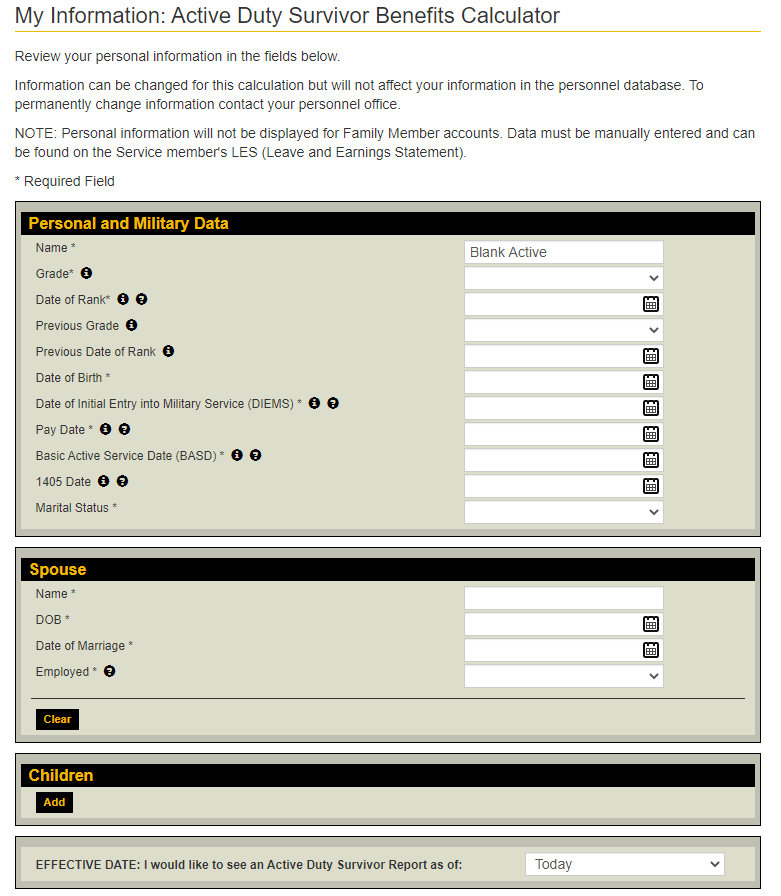 My Information: Active Duty Survivor Benefits Calculator
Review your personal information in the fields below.
Information can be changed for this calculation but will not affect your information in the personnel database. To
permanently change information contact your personnel office.
NOTE: Personal information will not be displayed for Family Member accounts. Data must be manually entered and can
be found on the Service member's LES (Leave and Earnings Statement).
* Required Field
Personal and Military Data
Name * Blank Active
Grade*
Date of Rank*
Previous Grade
Previous Date of Rank
Date of Birth *
Date of Initial Entry into Military Service (DIEMS) *
Pay Date *
Basic Active Service Date (BASD) *
1405 Date
Marital Status *
Spouse
Name *
DOB *
Date of Marriage *
Employed *
Clear
Children
Add
EFFECTIVE DATE: I would like to see an Active Duty Survivor Report as of: Today